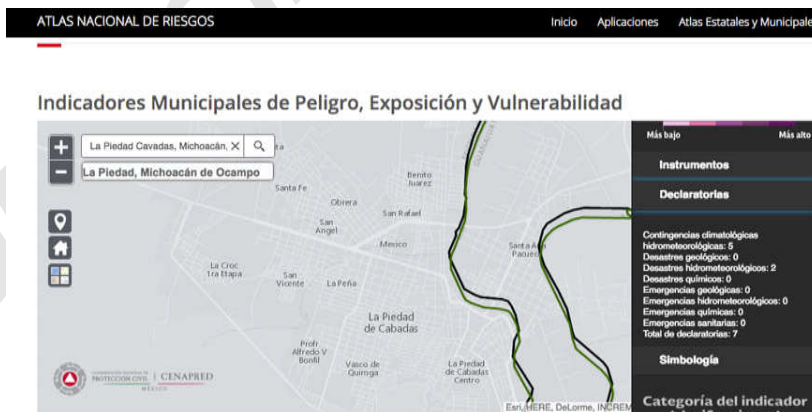 ATLAS NACIONAL DE RIESGOS
Inicio Aplicaciones Atlas Estatales y Municipale
Indicadores Municipales de Peligro, Exposición y Vulnerabilidad
+
La Piedad Cavadas, Michoacán, X
La Piedad, Michoacán de Ocampo
−
Benito
Juarez
Santa Fe
Obrera
San Rafael
San
Angel
Mexico
Santa Ana
Pacueco
La Croc
1ra Etapa
San
Vicente
La Peña
La Piedad
de Cabadas
Profr
Alfredo V
Bonfil
Vasco de
Quiroga
La Piedad
de Cabadas
Centro
PROTECCIÓN CIVIL | CENAPRED
MÉXICO
Esri, HERE, DeLorme, INCREM
Más bajo Más alto
Instrumentos
Declaratorias
Contingencias climatológicas
hidrometeorológicas: 5
Desastres geológicos: 0
Desastres hidrometeorológicos: 2
Desastres químicos: 0
Emergencias geológicas: 0
Emergencias hidrometeorológicos: 0
Emergencias químicas: 0
Emergencias sanitarias: 0
Total de declaratorias: 7
Simbología
Categoría del indicador